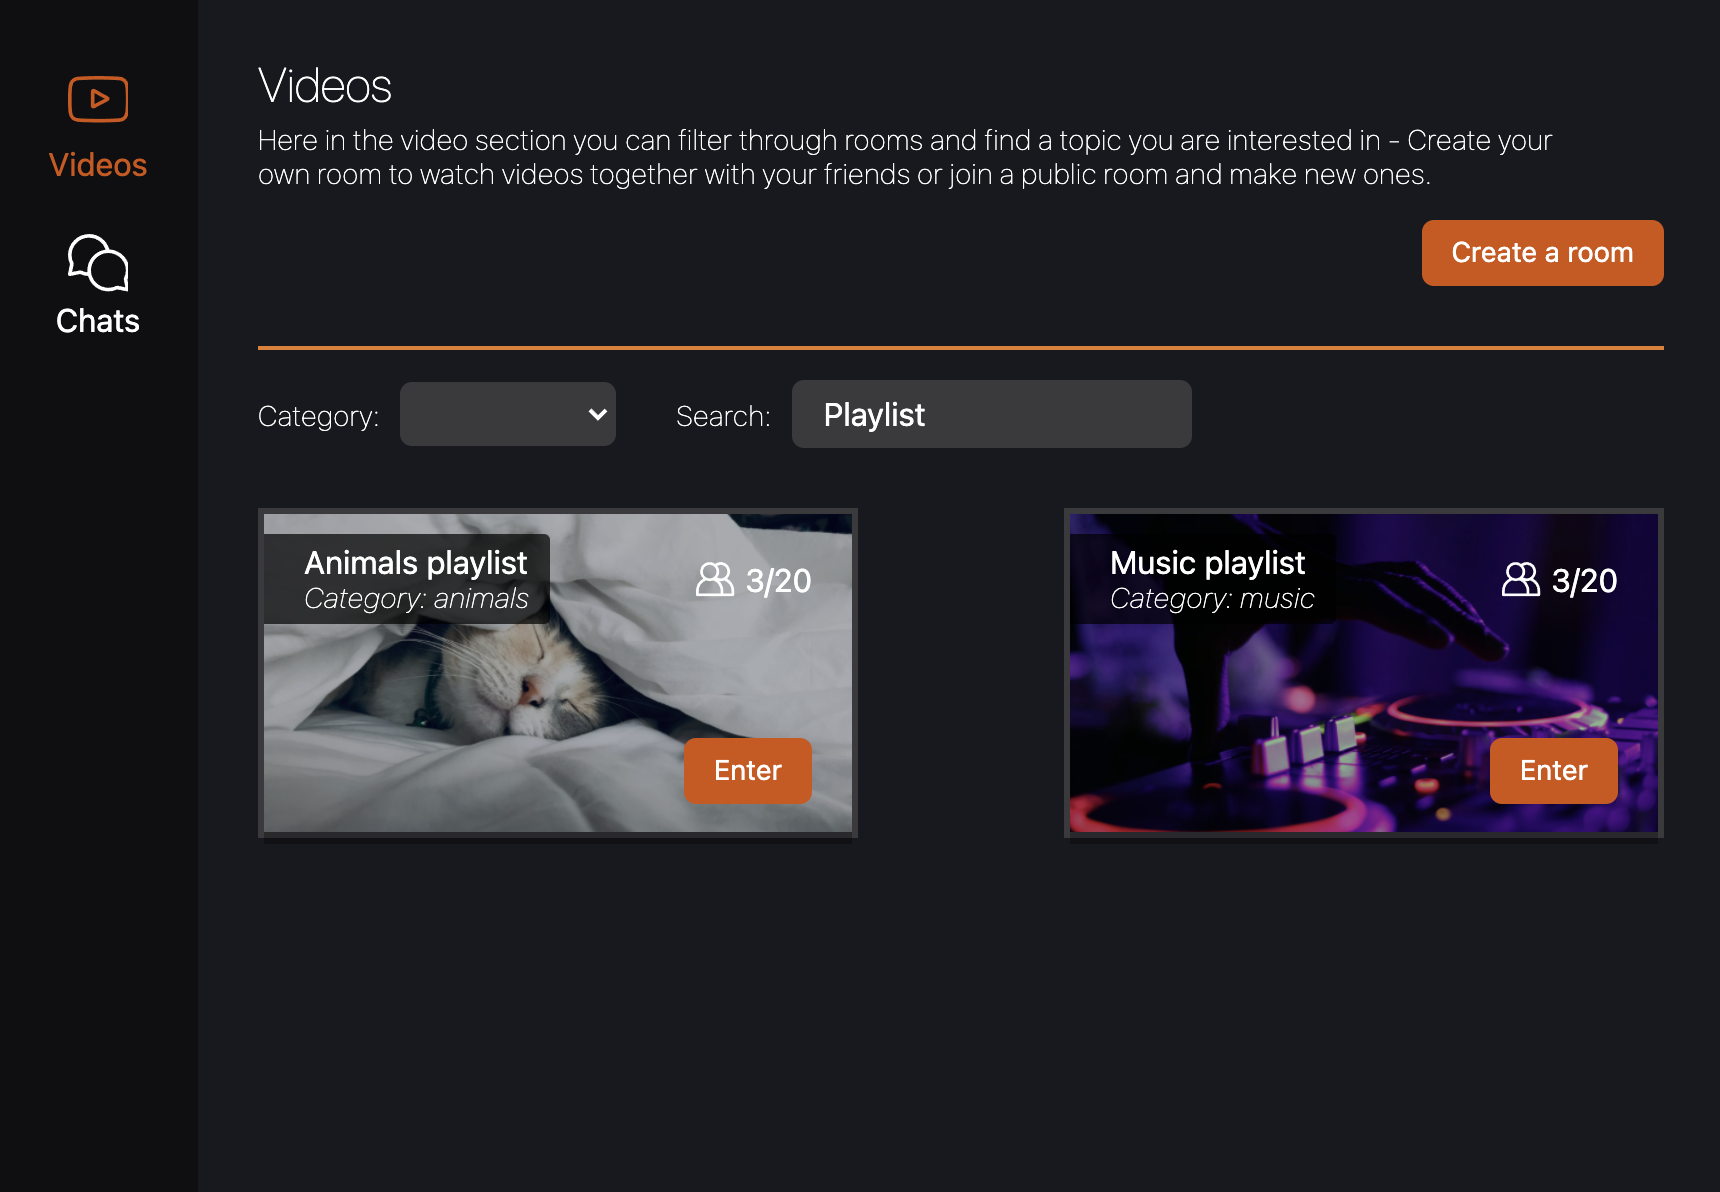 Videos
Chats
Videos
Here in the video section you can filter through rooms and find a topic you are interested in - Create your
own room to watch videos together with your friends or join a public room and make new ones.
Create a room
Category:
Search: Playlist
Animals playlist
Category: animals
3/20
Enter
Music playlist
Category: music
3/20
Enter